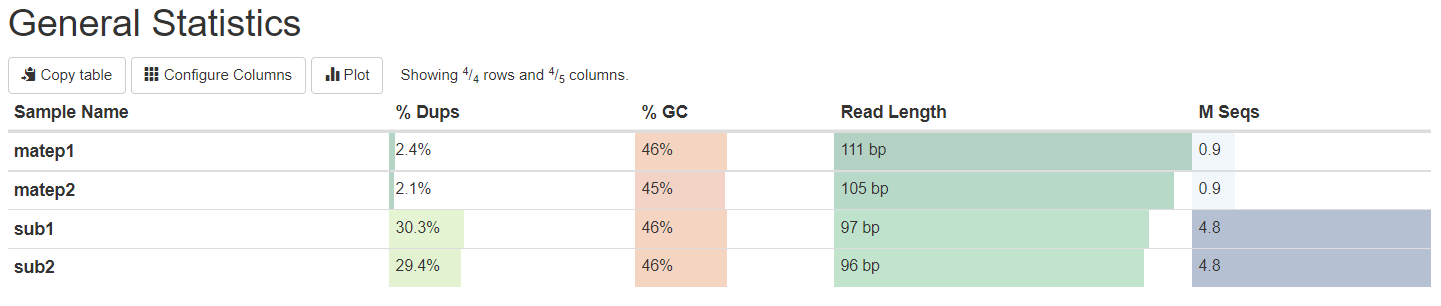 General Statistics
Copy table Configure Columns Plot Showing 4/4 rows and 4/5 columns.
Sample Name % Dups % GC Read Length M Seqs
matep1 2.4% 46% 111 bp 0.9
matep2 2.1% 45% 105 bp 0.9
sub1 30.3% 46% 97 bp 4.8
sub2 29.4% 46% 96 bp 4.8